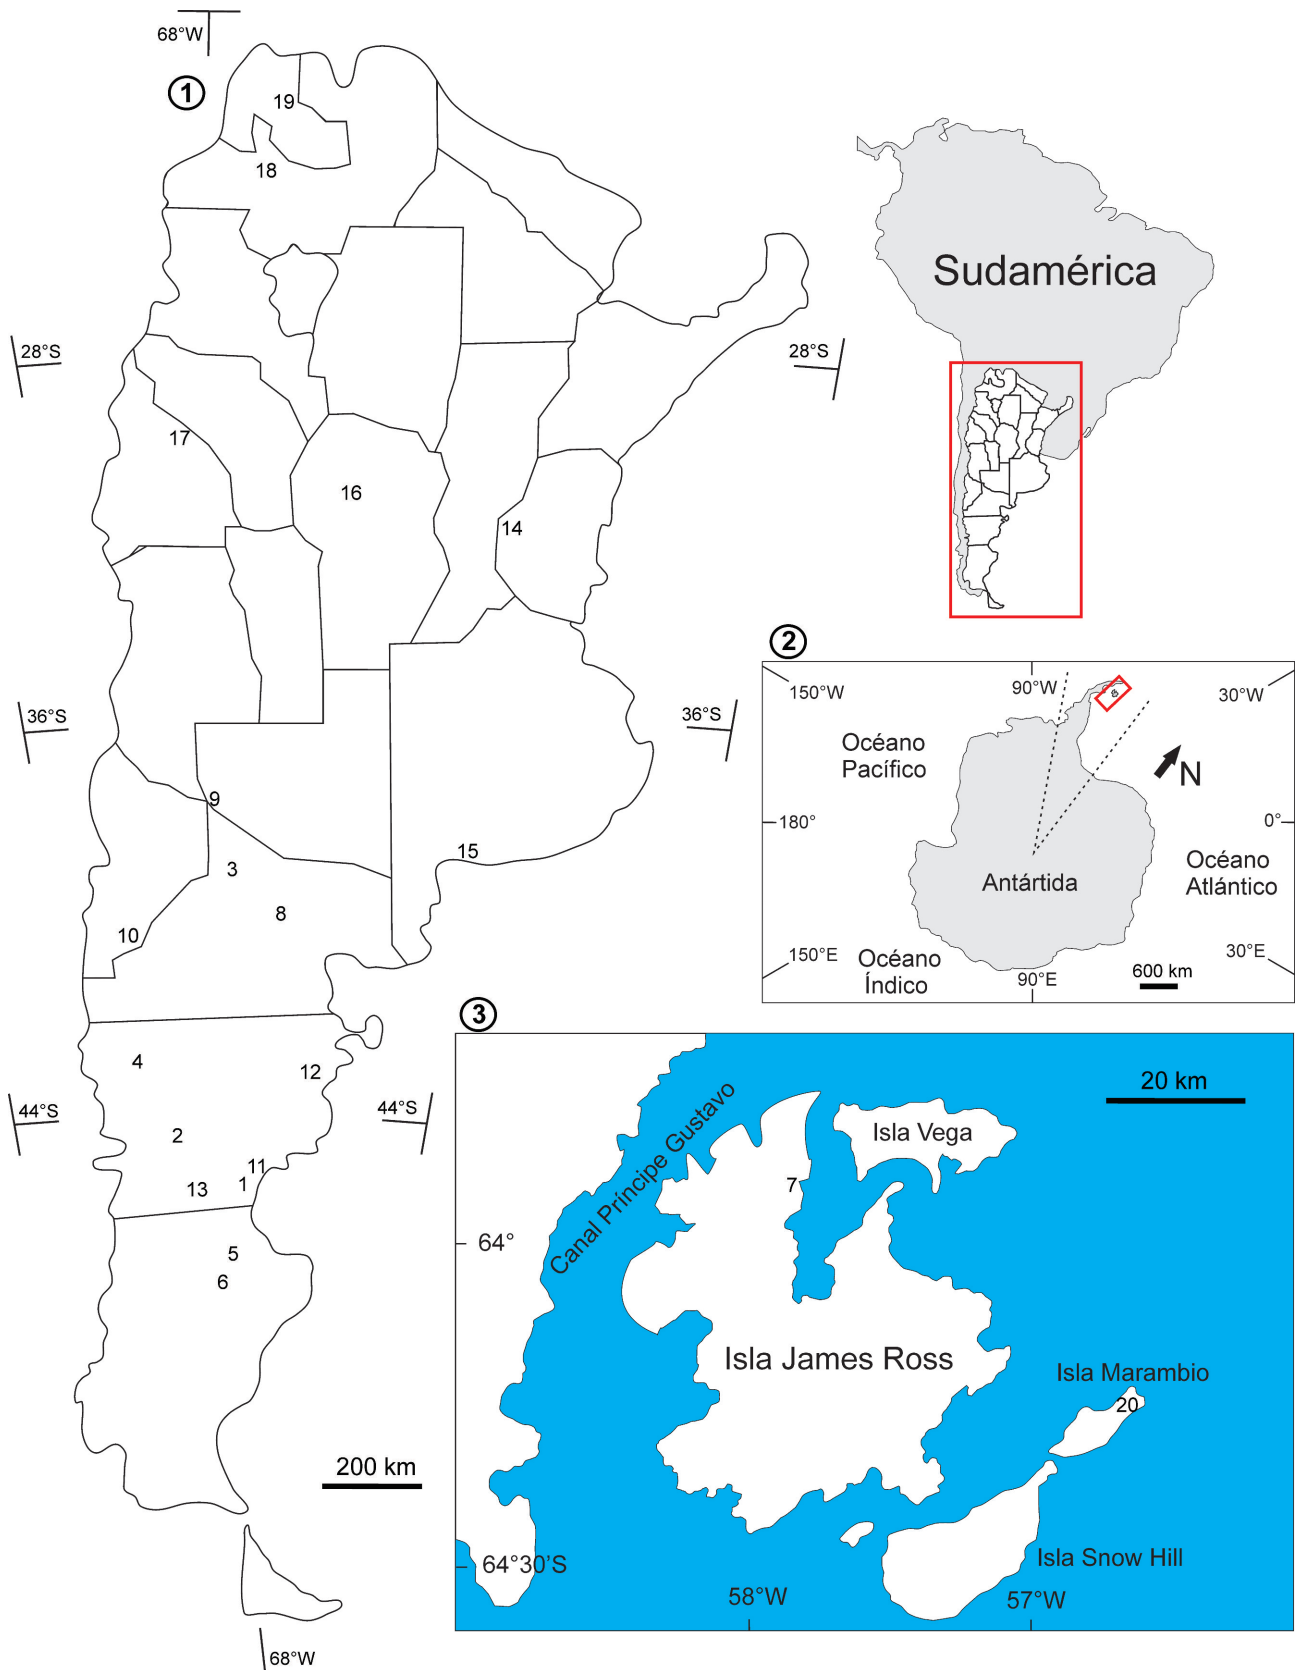 68°W
1
19
18
28°S
28°S
17
16
14
36°S
36°S
9
3
15
8
10
4
12
44°S
44°S
2
11
1
13
5
6
200 km
68°W
Sudamérica
2
150°W
90°W
30°W
Océano
Pacífico
N
180°
0°
Antártida
Océano
Atlántico
150°E
Océano
Índico
90°E
30°E
600 km
3
20 km
Canal Príncipe Gustavo
Isla Vega
7
64°
Isla James Ross
Isla Marambio
20
64°30'S
Isla Snow Hill
58°W
57°W